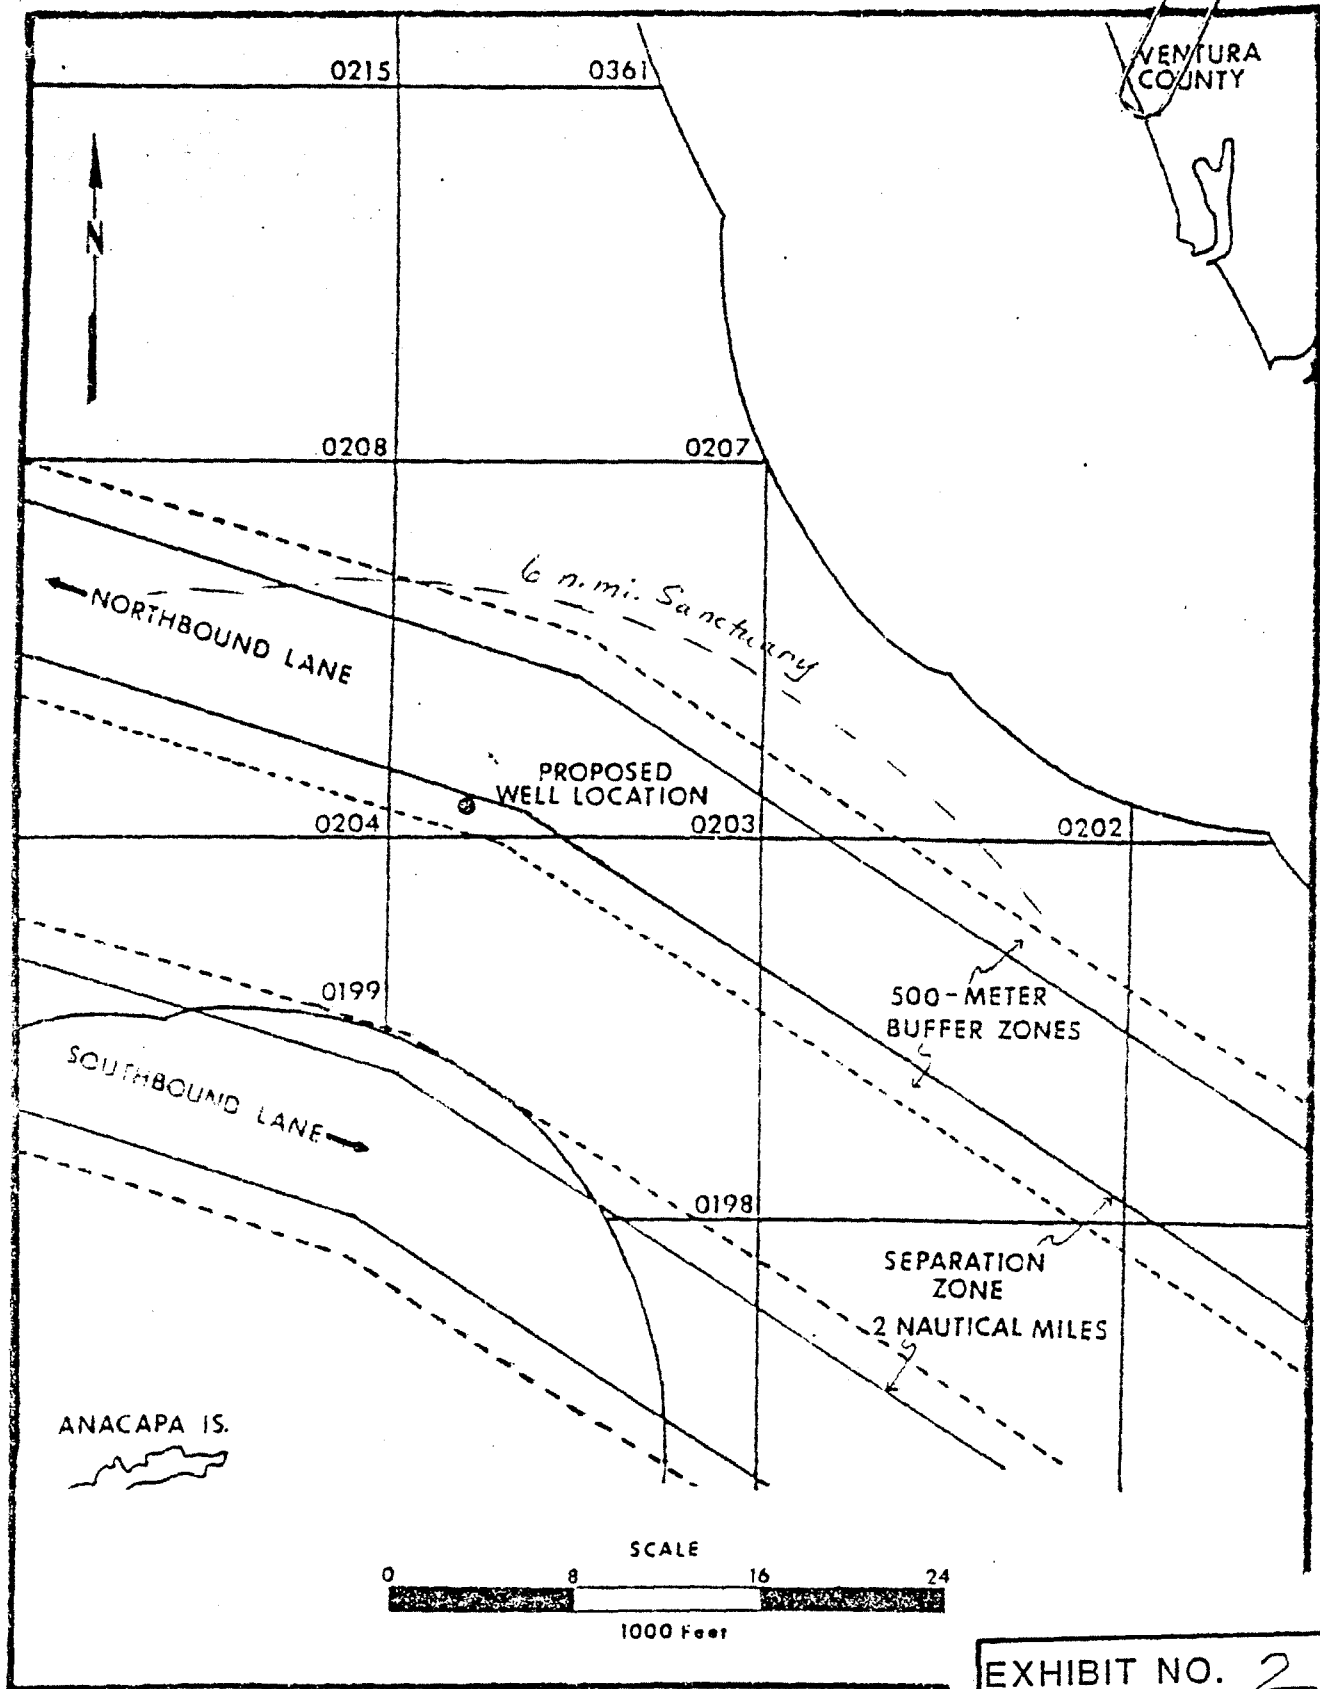 VENTURA
COUNTY
0215
0361
N
0208
0207
6 n.mi. Sanctuary
NORTHBOUND LANE
PROPOSED
WELL LOCATION
0204
0203
0202
0199
500-METER
BUFFER ZONES
SOUTHBOUND LANE
0198
SEPARATION
ZONE
2 NAUTICAL MILES
ANACAPA IS.
SCALE
0 8 16 24
1000 Feet
EXHIBIT NO. 2